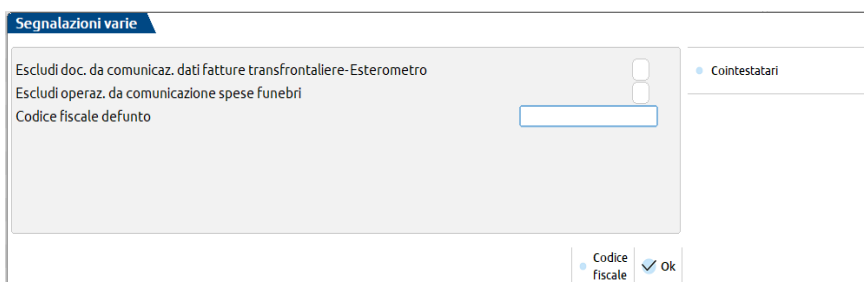 Segnalazioni varie
Escludi doc. da comunicaz. dati fatture transfrontaliere-Esterometro
Escludi operaz. da comunicazione spese funebri
Codice fiscale defunto
Cointestatari
Codice
fiscale
Ok